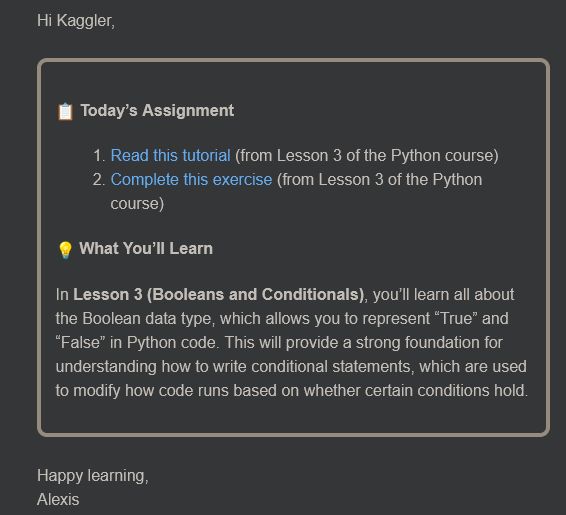 Hi Kaggler,
📋 Today’s Assignment
1. Read this tutorial (from Lesson 3 of the Python course)
2. Complete this exercise (from Lesson 3 of the Python
course)
💡 What You’ll Learn
In Lesson 3 (Booleans and Conditionals), you’ll learn all about
the Boolean data type, which allows you to represent “True” and
“False” in Python code. This will provide a strong foundation for
understanding how to write conditional statements, which are used
to modify how code runs based on whether certain conditions hold.
Happy learning,
Alexis